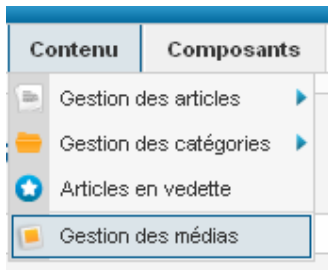 Contenu Composants
Gestion des articles
Gestion des catégories
Articles en vedette
Gestion des médias